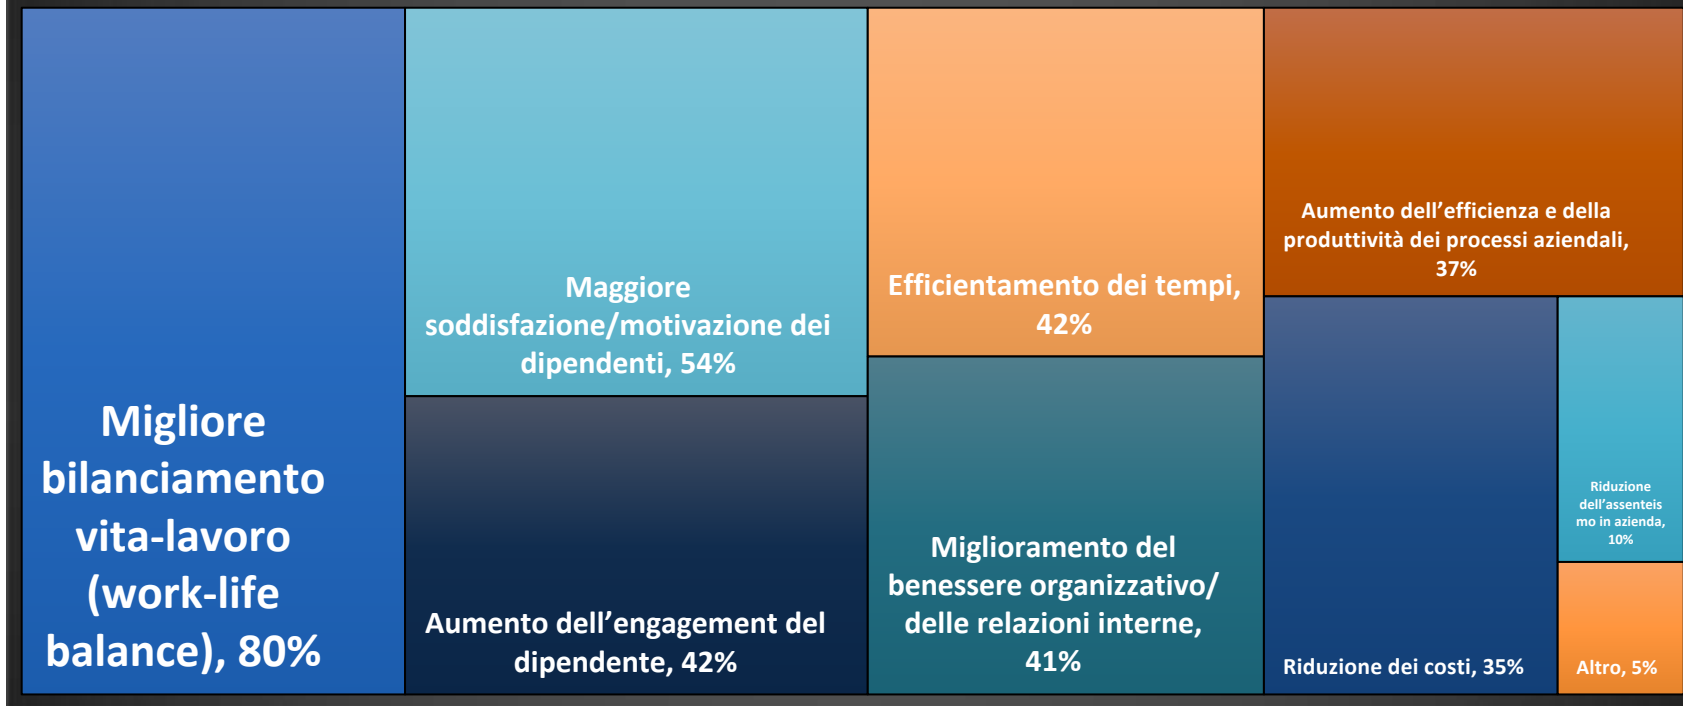 Migliore
bilanciamento
vita-lavoro
(work-life
balance), 80%
Maggiore
soddisfazione/motivazione dei
dipendenti, 54%
Aumento dell’engagement del
dipendente, 42%
Efficientamento dei tempi,
42%
Miglioramento del
benessere organizzativo/
delle relazioni interne,
41%
Aumento dell’efficienza e della
produttività dei processi aziendali,
37%
Riduzione dei costi, 35%
Riduzione
dell’assenteis
mo in azienda,
10%
Altro, 5%